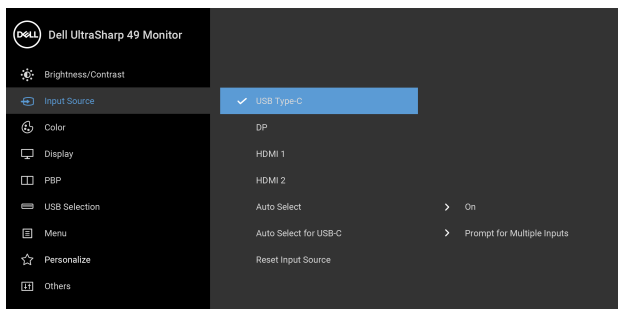 DELL Dell UltraSharp 49 Monitor
Brightness/Contrast
Input Source USB Type-C
Color DP
Display HDMI 1
PBP HDMI 2
USB Selection Auto Select On
Menu Auto Select for USB-C Prompt for Multiple Inputs
Personalize Reset Input Source
Others